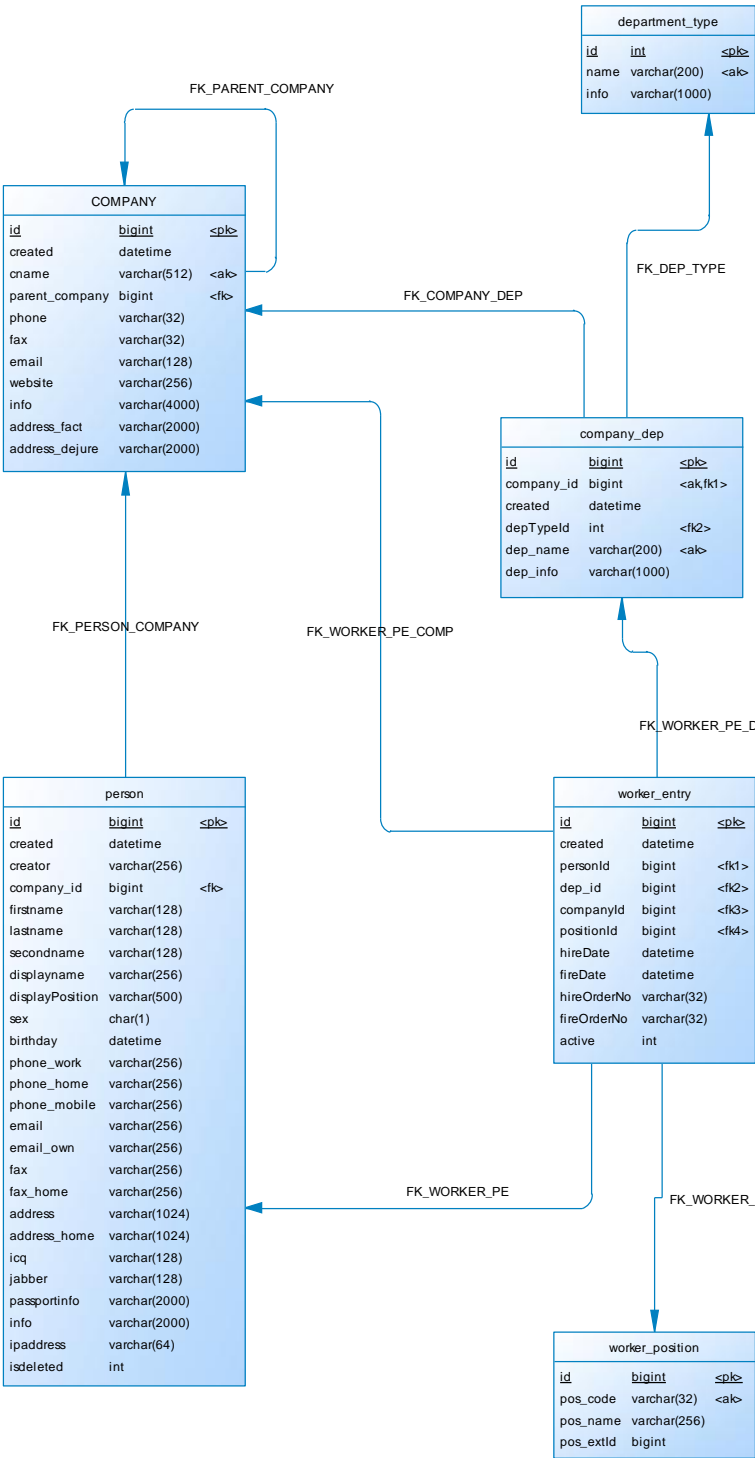 department_type
id int <pk>
name varchar(200) <ak>
info varchar(1000)
FK_PARENT_COMPANY
COMPANY
id bigint <pk>
created datetime
cname varchar(512) <ak>
parent_company bigint <fk>
phone varchar(32)
fax varchar(32)
email varchar(128)
website varchar(256)
info varchar(4000)
address_fact varchar(2000)
address_dejure varchar(2000)
FK_DEP_TYPE
FK_COMPANY_DEP
company_dep
id bigint <pk>
company_id bigint <ak,fk1>
created datetime
depTypeId int <fk2>
dep_name varchar(200) <ak>
dep_info varchar(1000)
FK_PERSON_COMPANY
FK_WORKER_PE_COMP
FK_WORKER_PE_D
person
id bigint <pk>
created datetime
creator varchar(256)
company_id bigint <fk>
firstname varchar(128)
lastname varchar(128)
secondname varchar(128)
displayname varchar(256)
displayPosition varchar(500)
sex char(1)
birthday datetime
phone_work varchar(256)
phone_home varchar(256)
phone_mobile varchar(256)
email varchar(256)
email_own varchar(256)
fax varchar(256)
fax_home varchar(256)
address varchar(1024)
address_home varchar(1024)
icq varchar(128)
jabber varchar(128)
passportinfo varchar(2000)
info varchar(2000)
ipaddress varchar(64)
isdeleted int
worker_entry
id bigint <pk>
created datetime
personId bigint <fk1>
dep_id bigint <fk2>
companyId bigint <fk3>
positionId bigint <fk4>
hireDate datetime
fireDate datetime
hireOrderNo varchar(32)
fireOrderNo varchar(32)
active int
FK_WORKER_PE
FK_WORKER_
worker_position
id bigint <pk>
pos_code varchar(32) <ak>
pos_name varchar(256)
pos_extId bigint